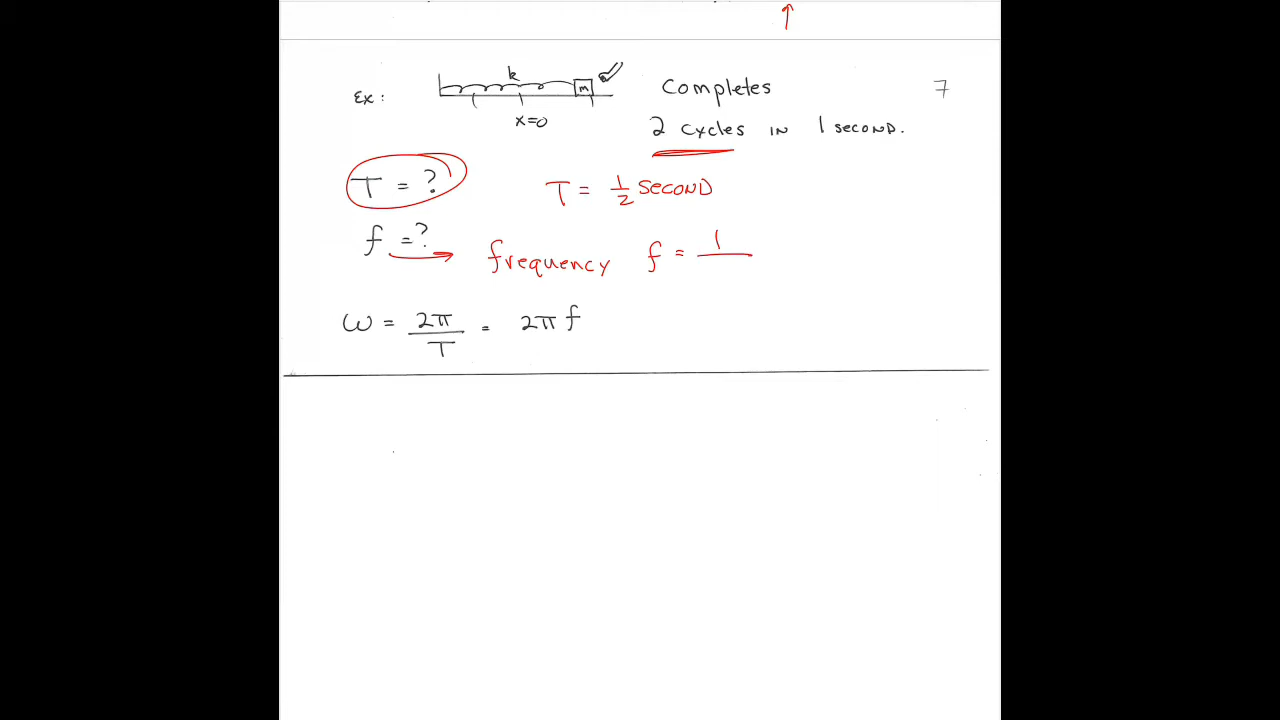 Ex: k m x=0 Completes 7
2 cycles in 1 second.
T = ? T = 1/2 second
f = ? frequency f = 1/
ω = 2π/T = 2πf